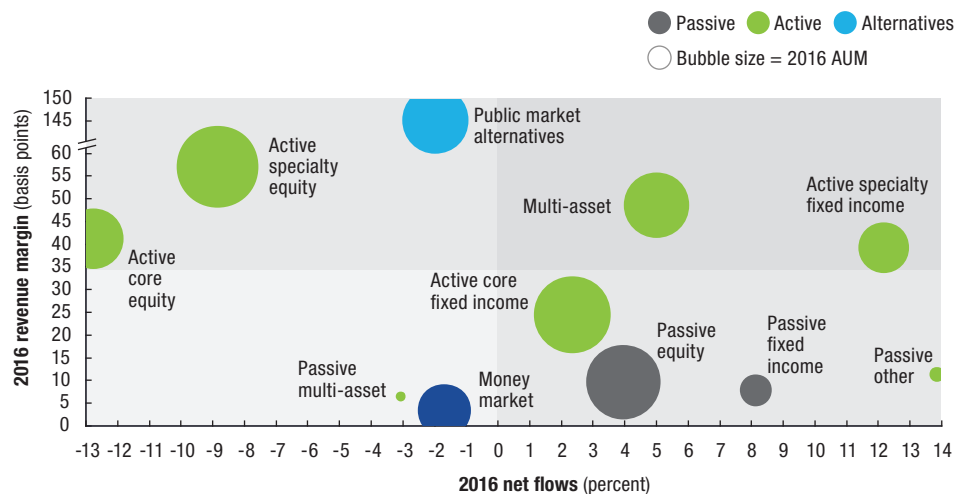 Passive Active Alternatives
Bubble size = 2016 AUM
2016 revenue margin (basis points)
150
145
60
55
50
45
40
35
30
25
20
15
10
5
0
Active
specialty
equity
Public market
alternatives
Active
core
equity
Multi-asset
Active specialty
fixed income
Active core
fixed income
Passive
multi-asset
Money
market
Passive
equity
Passive
fixed
income
Passive
other
-13 -12 -11 -10 -9 -8 -7 -6 -5 -4 -3 -2 -1 0 1 2 3 4 5 6 7 8 9 10 11 12 13 14
2016 net flows (percent)